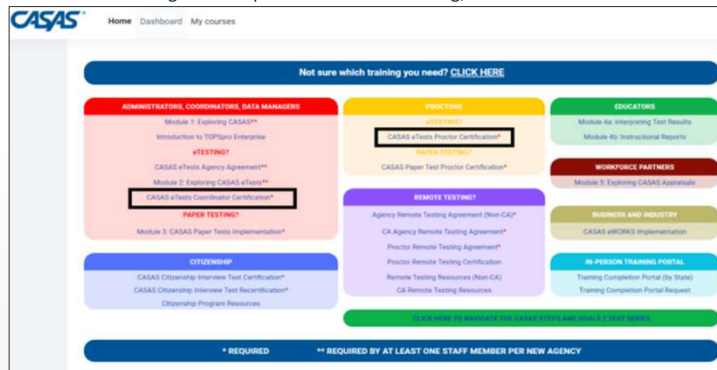 CASAS
Home Dashboard My courses
Not sure which training you need? CLICK HERE
ADMINISTRATORS, COORDINATORS, DATA MANAGERS
Module 1: Exploring CASAS**
Introduction to TOPSpro Enterprise
eTESTING?
CASAS eTests Agency Agreement**
Module 2: Exploring CASAS eTests**
CASAS eTests Coordinator Certification*
PAPER TESTING?
Module 3: CASAS Paper Tests Implementation*
CITIZENSHIP
CASAS Citizenship Interview Test Certification*
CASAS Citizenship Interview Test Recertification*
Citizenship Program Resources
PROCTORS
eTESTING?
CASAS eTests Proctor Certification*
PAPER TESTING?
CASAS Paper Test Proctor Certification*
REMOTE TESTING?
Agency Remote Testing Agreement (Non-CA)*
CA Agency Remote Testing Agreement*
Proctor Remote Testing Agreement*
Proctor Remote Testing Certification
Remote Testing Resources (Non-CA)
CA Remote Testing Resources
EDUCATORS
Module 4a: Interpreting Test Results
Module 4b: Instructional Reports
WORKFORCE PARTNERS
Module 5: Exploring CASAS Appraisals
BUSINESS AND INDUSTRY
CASAS eWORKS Implementation
IN-PERSON TRAINING PORTAL
Training Completion Portal (by State)
Training Completion Portal Request
CLICK HERE TO NAVIGATE THE CASAS STEPS AND GOALS 2 TEST SERIES
* REQUIRED ** REQUIRED BY AT LEAST ONE STAFF MEMBER PER NEW AGENCY